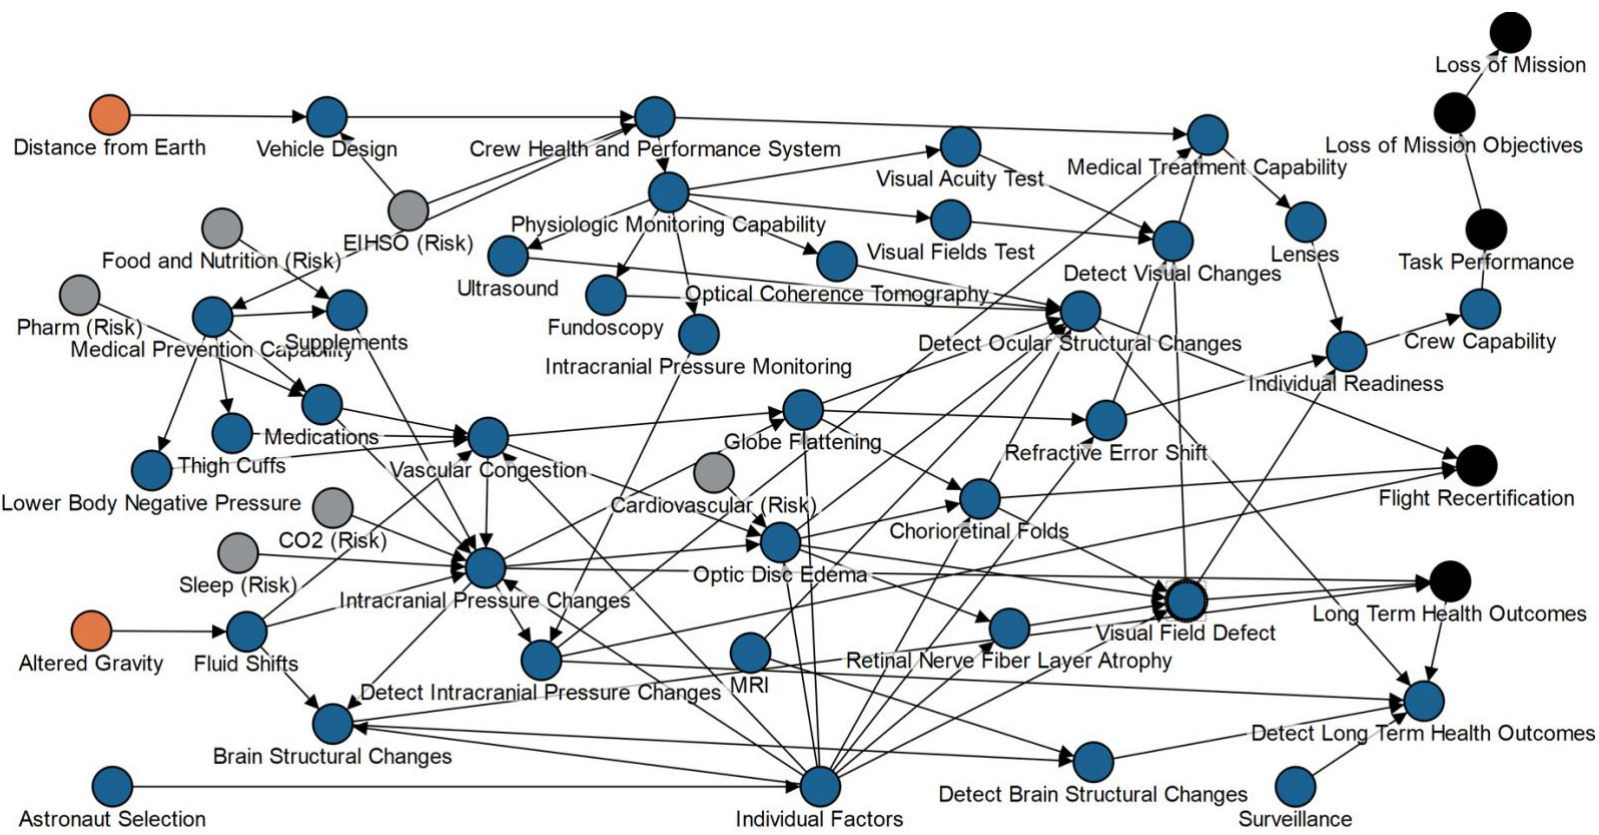 Loss of Mission
Distance from Earth
Vehicle Design
Crew Health and Performance System
Loss of Mission Objectives
Medical Treatment Capability
Visual Acuity Test
Physiologic Monitoring Capability
EIHSO (Risk)
Food and Nutrition (Risk)
Visual Fields Test
Lenses
Task Performance
Detect Visual Changes
Ultrasound
Optical Coherence Tomography
Pharm (Risk)
Fundoscopy
Supplements
Medical Prevention Capability
Detect Ocular Structural Changes
Crew Capability
Intracranial Pressure Monitoring
Individual Readiness
Medications
Globe Flattening
Refractive Error Shift
Thigh Cuffs
Vascular Congestion
Lower Body Negative Pressure
Cardiovascular (Risk)
Flight Recertification
Chorioretinal Folds
CO2 (Risk)
Optic Disc Edema
Sleep (Risk)
Intracranial Pressure Changes
Long Term Health Outcomes
Visual Field Defect
Altered Gravity
Fluid Shifts
Retinal Nerve Fiber Layer Atrophy
Detect Intracranial Pressure Changes
MRI
Detect Long Term Health Outcomes
Brain Structural Changes
Detect Brain Structural Changes
Astronaut Selection
Individual Factors
Surveillance